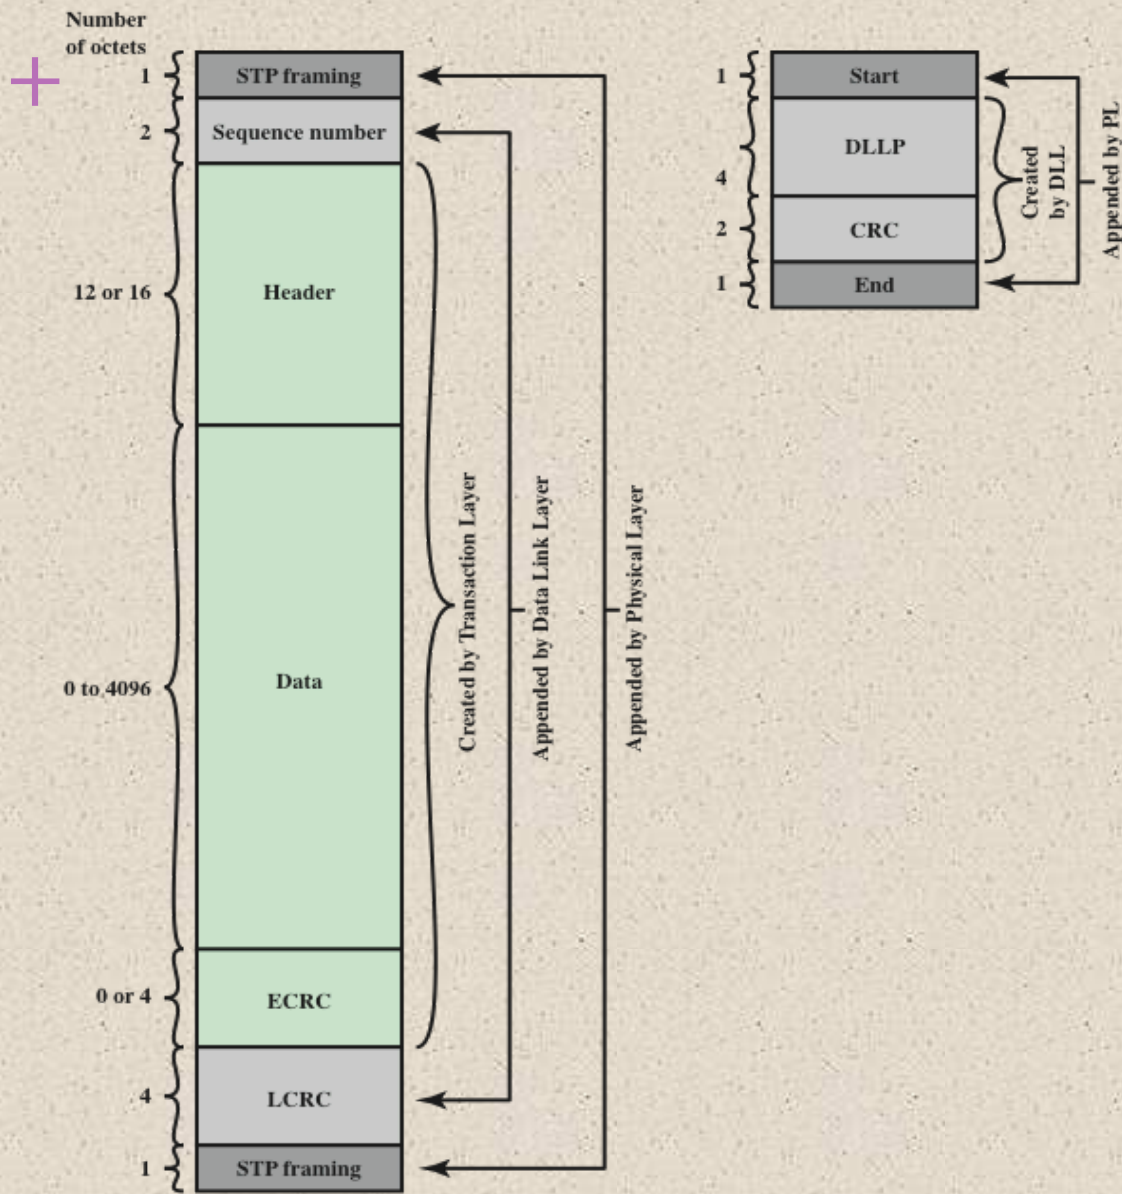 Number
of octets
1
STP framing
2
Sequence number
12 or 16
Header
0 to 4096
Data
0 or 4
ECRC
4
LCRC
1
STP framing
Created by Transaction Layer
Appended by Data Link Layer
Appended by Physical Layer
1
Start
4
DLLP
2
CRC
1
End
Created
by DLL
Appended by PL